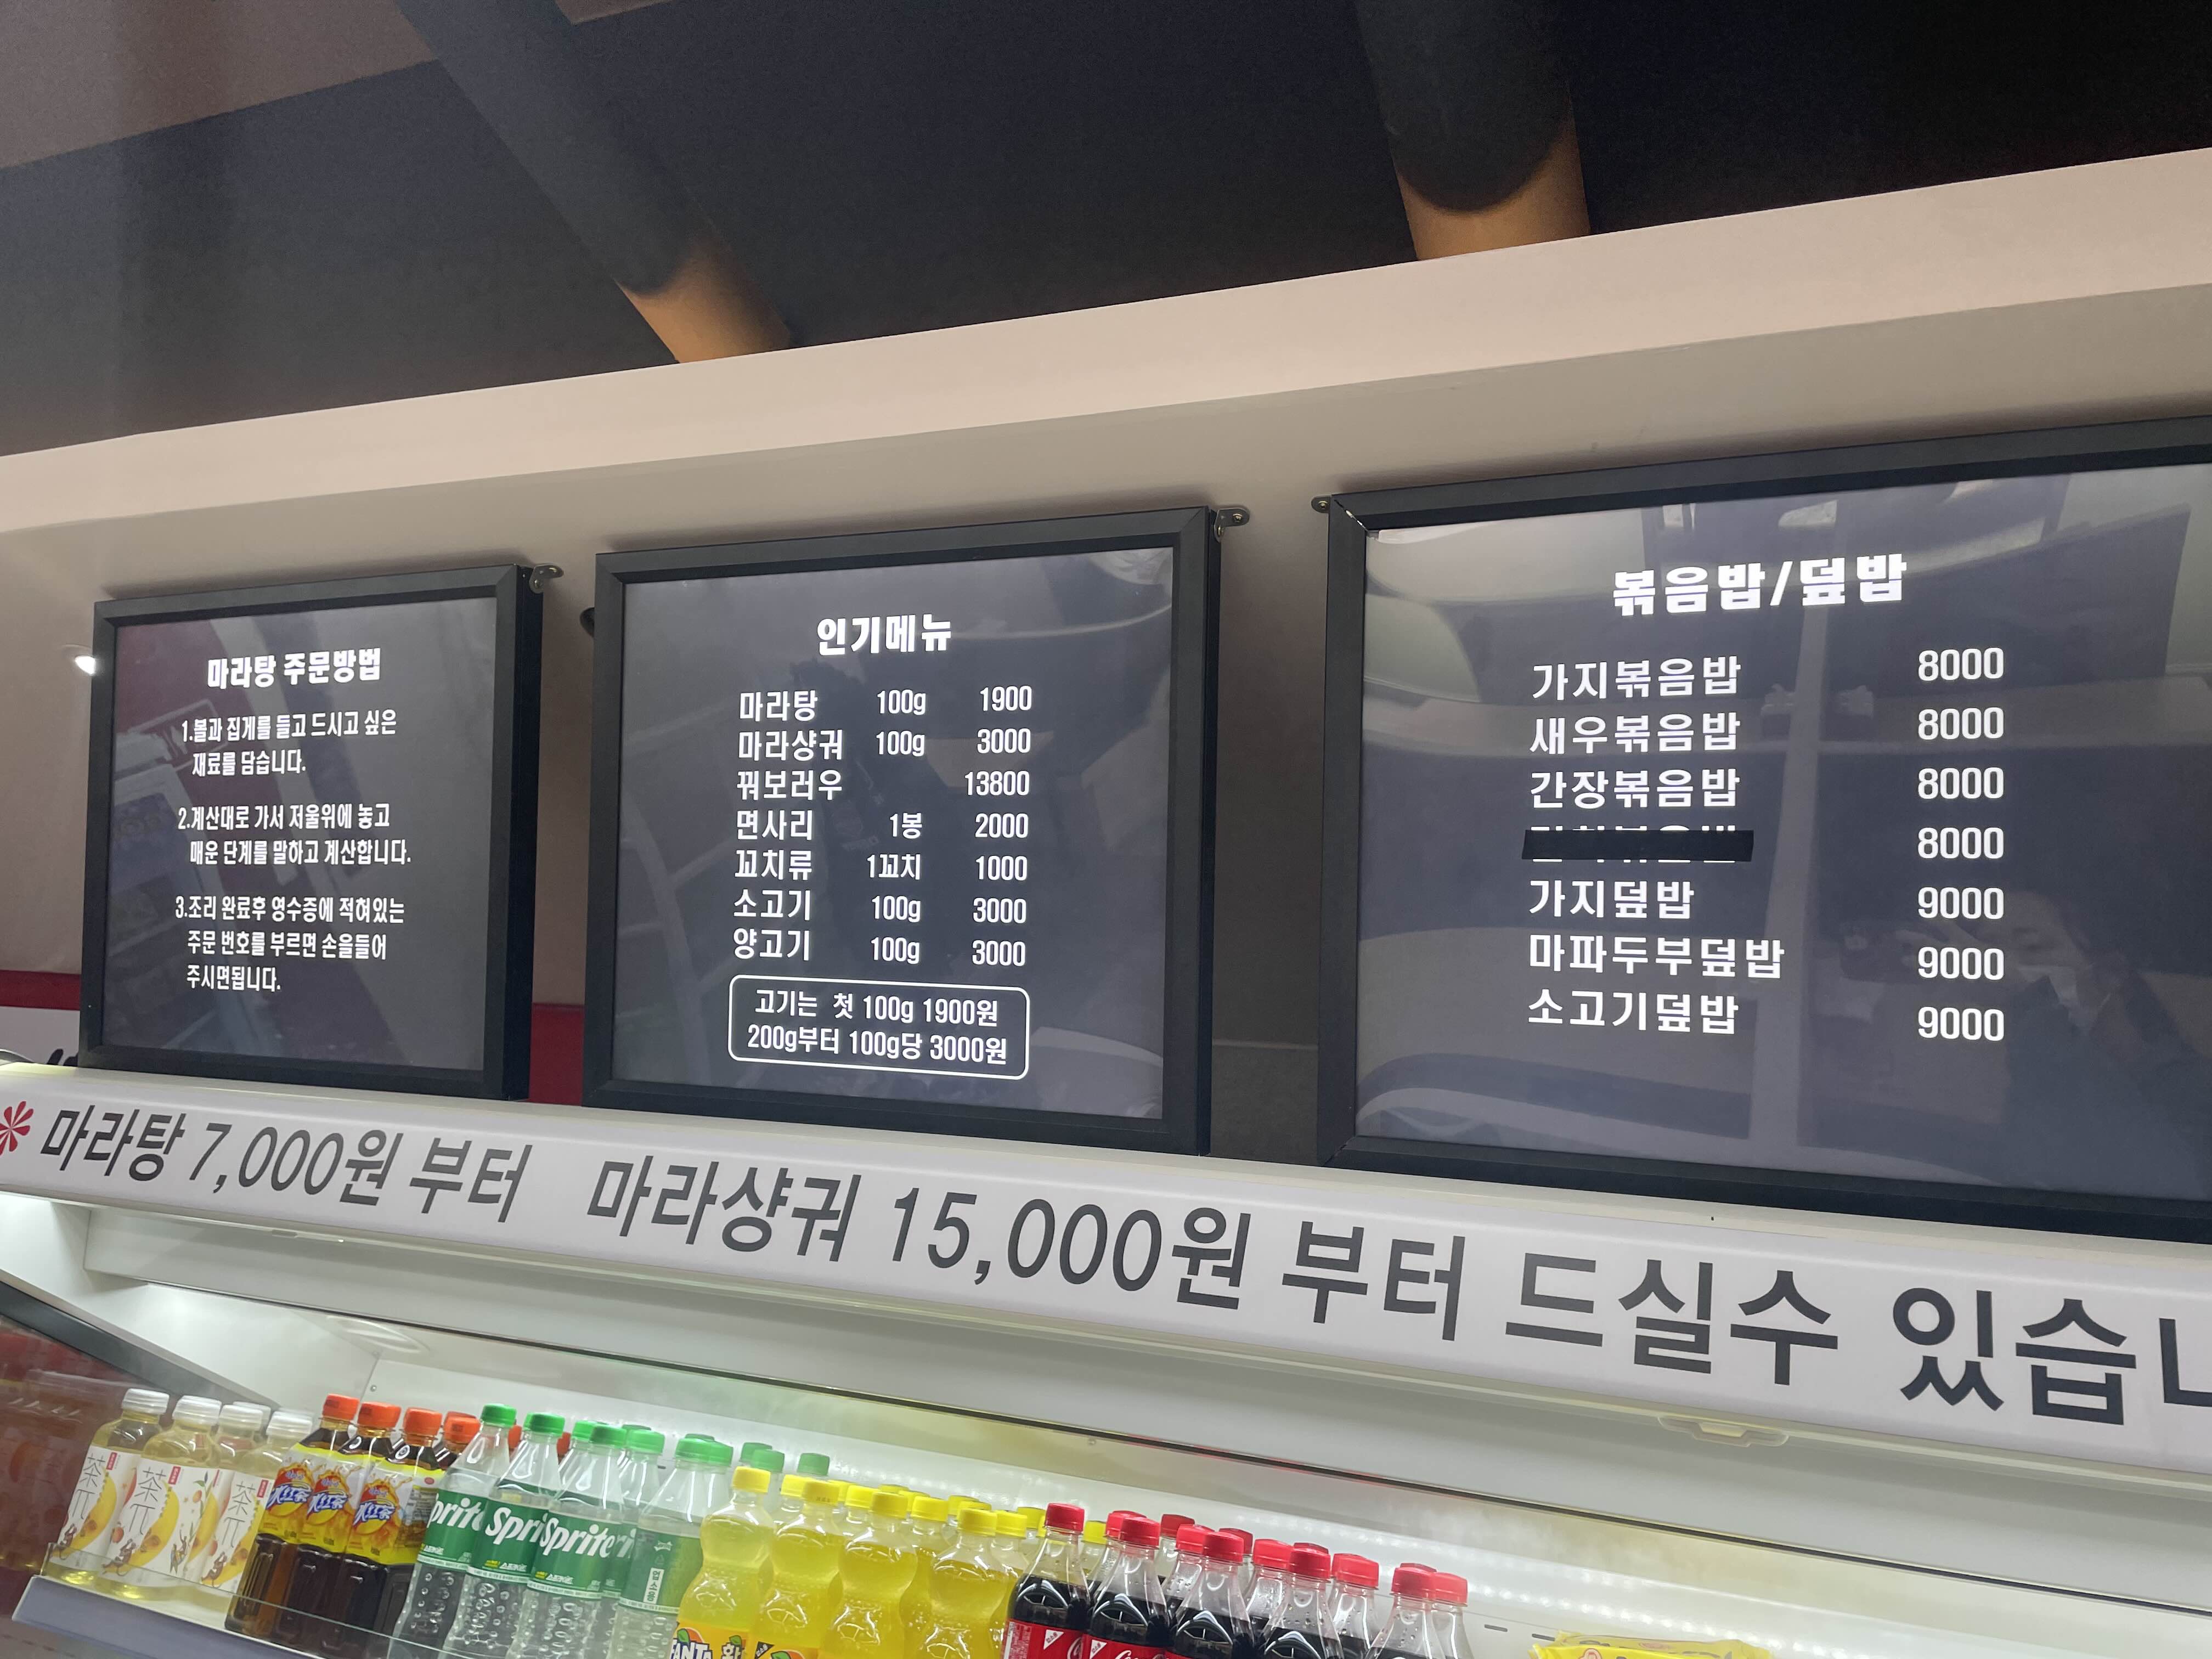 마라탕 주문방법
1.볼과 집게를 들고 드시고 싶은
재료를 담습니다.
2.계산대로 가서 저울위에 놓고
매운 단계를 말하고 계산합니다.
3.조리 완료후 영수증에 적혀있는
주문 번호를 부르면 손을들어
주시면됩니다.
인기메뉴
마라탕 100g 1900
마라샹궈 100g 3000
꿔보러우 13800
면사리 1봉 2000
꼬치류 1꼬치 1000
소고기 100g 3000
양고기 100g 3000
고기는 첫 100g 1900원
200g부터 100g당 3000원
볶음밥/덮밥
가지볶음밥 8000
새우볶음밥 8000
간장볶음밥 8000
8000
가지덮밥 9000
마파두부덮밥 9000
소고기덮밥 9000
마라탕 7,000원 부터 마라샹궈 15,000원 부터 드실수 있습
Sprite Sprite